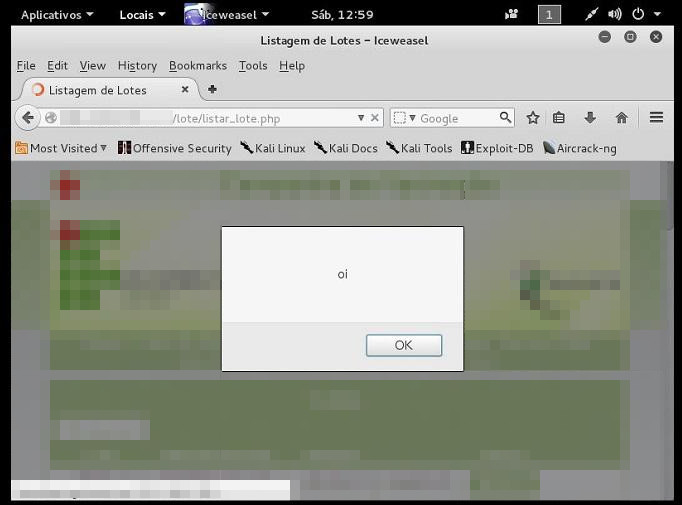 Aplicativos Locais Iceweasel Sáb, 12:59 1
Listagem de Lotes – Iceweasel
File Edit View History Bookmarks Tools Help
Listagem de Lotes
/lote/listar_lote.php Google
Most Visited Offensive Security Kali Linux Kali Docs Kali Tools Exploit-DB Aircrack-ng
oi
OK